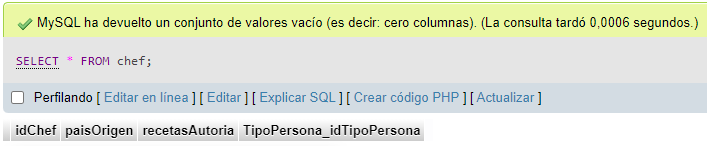 MySQL ha devuelto un conjunto de valores vacío (es decir: cero columnas). (La consulta tardó 0,0006 segundos.)
SELECT * FROM chef;
Perfilando [ Editar en línea ] [ Editar ] [ Explicar SQL ] [ Crear código PHP ] [ Actualizar ]
idChef paisOrigen recetasAutoria TipoPersona_idTipoPersona